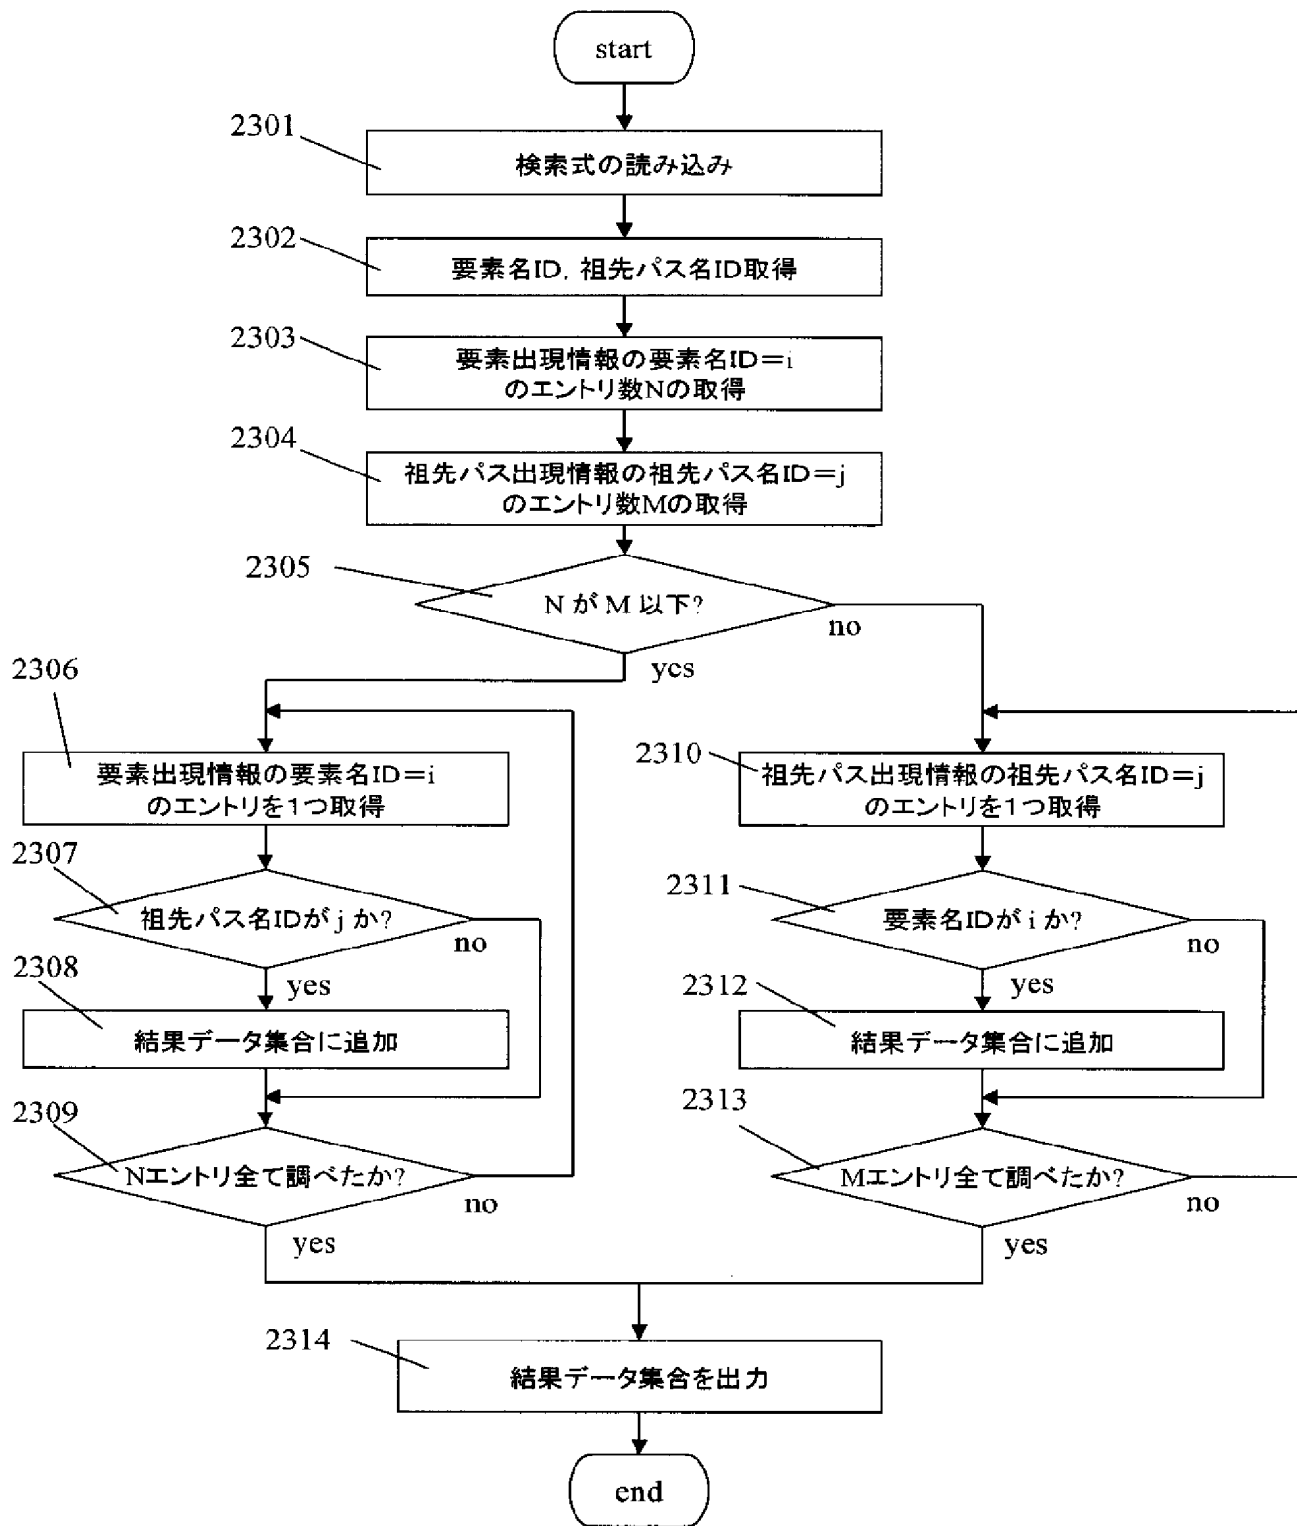 start
2301
検索式の読み込み
2302
要素名ID, 祖先パス名ID取得
2303
要素出現情報の要素名ID＝i
のエントリ数Nの取得
2304
祖先パス出現情報の祖先パス名ID＝j
のエントリ数Mの取得
2305
N が M 以下?
no
yes
2306
要素出現情報の要素名ID＝i
のエントリを1つ取得
2307
祖先パス名IDが j か?
no
yes
2308
結果データ集合に追加
2309
Nエントリ全て調べたか?
no
yes
2310
祖先パス出現情報の祖先パス名ID＝j
のエントリを1つ取得
2311
要素名IDが i か?
no
yes
2312
結果データ集合に追加
2313
Mエントリ全て調べたか?
no
yes
2314
結果データ集合を出力
end